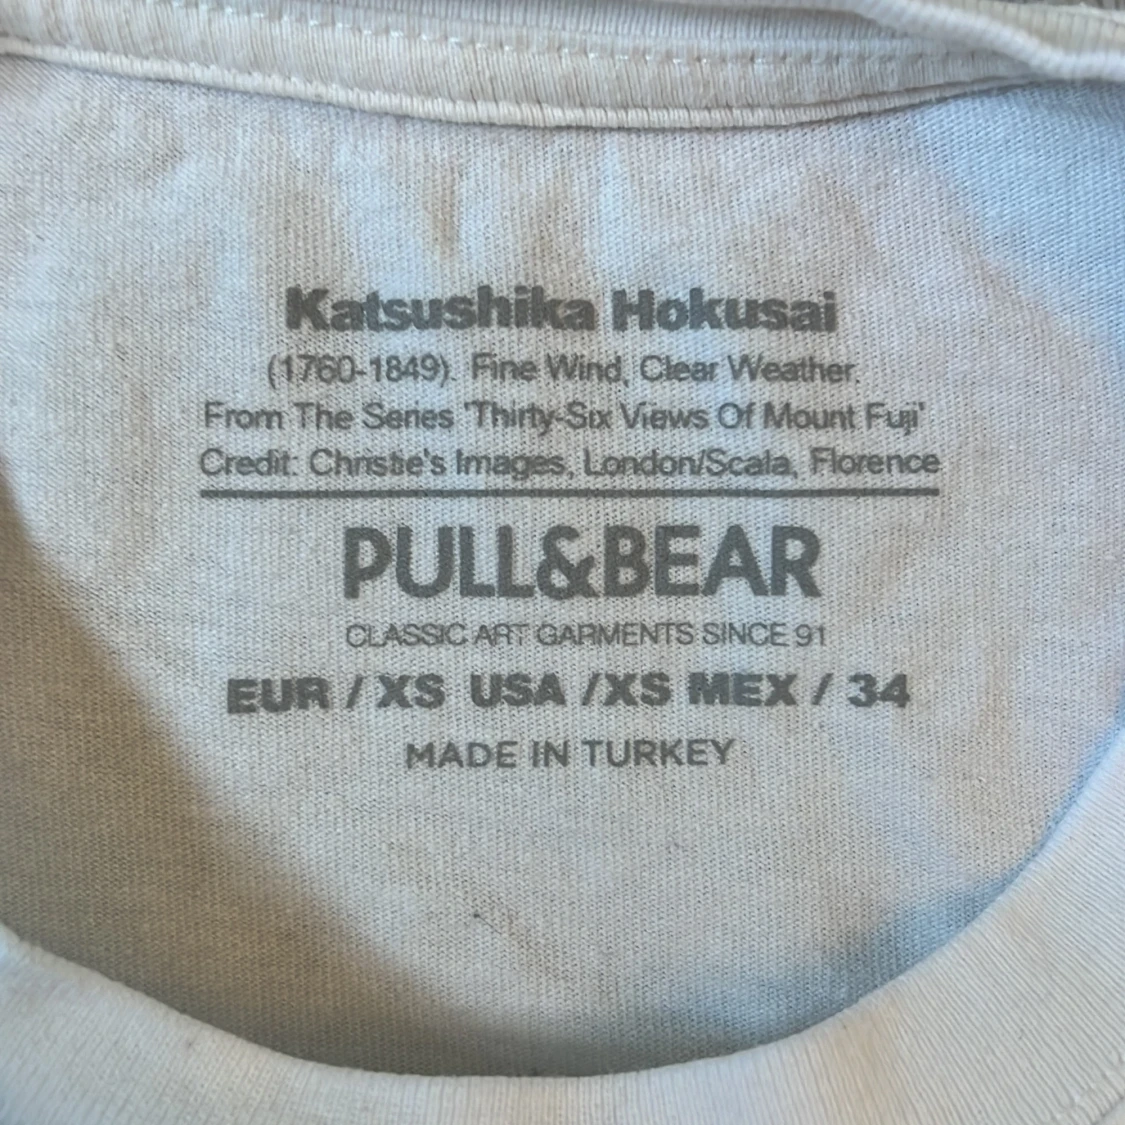 Katsushika Hokusai
(1760-1849). Fine Wind, Clear Weather.
From The Series 'Thirty-Six Views Of Mount Fuji'
Credit: Christie's Images, London/Scala, Florence
PULL&BEAR
CLASSIC ART GARMENTS SINCE 91
EUR / XS USA / XS MEX / 34
MADE IN TURKEY